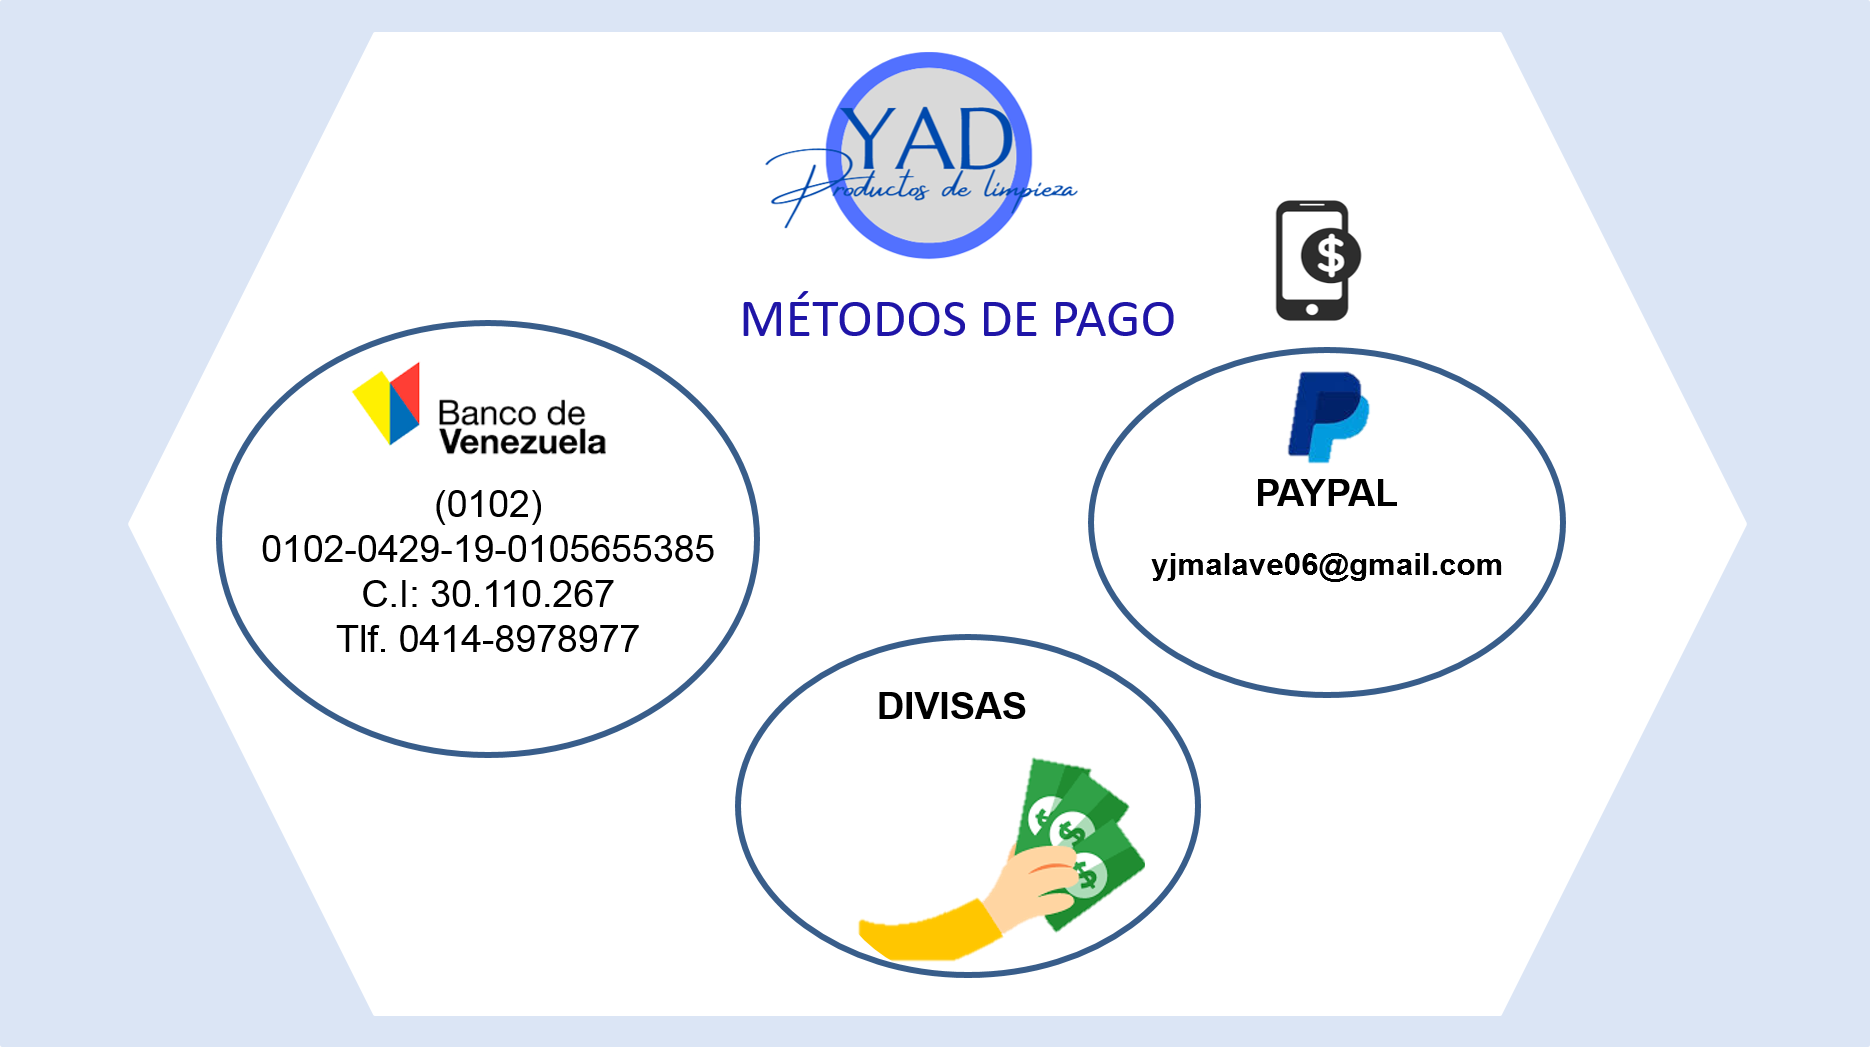 YAD
Productos de limpieza
MÉTODOS DE PAGO
Banco de
Venezuela
(0102)
0102-0429-19-0105655385
C.I: 30.110.267
Tlf. 0414-8978977
PAYPAL
yjmalave06@gmail.com
DIVISAS